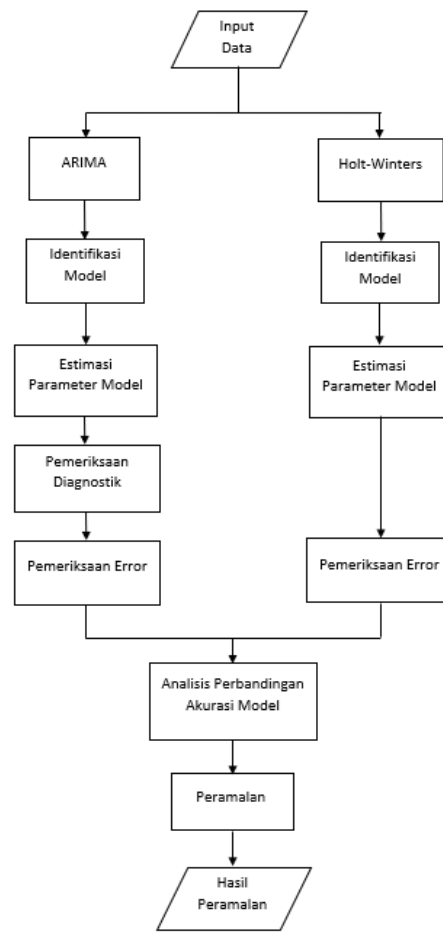 Input
Data
ARIMA
Holt-Winters
Identifikasi
Model
Identifikasi
Model
Estimasi
Parameter Model
Estimasi
Parameter Model
Pemeriksaan
Diagnostik
Pemeriksaan Error
Pemeriksaan Error
Analisis Perbandingan
Akurasi Model
Peramalan
Hasil
Peramalan